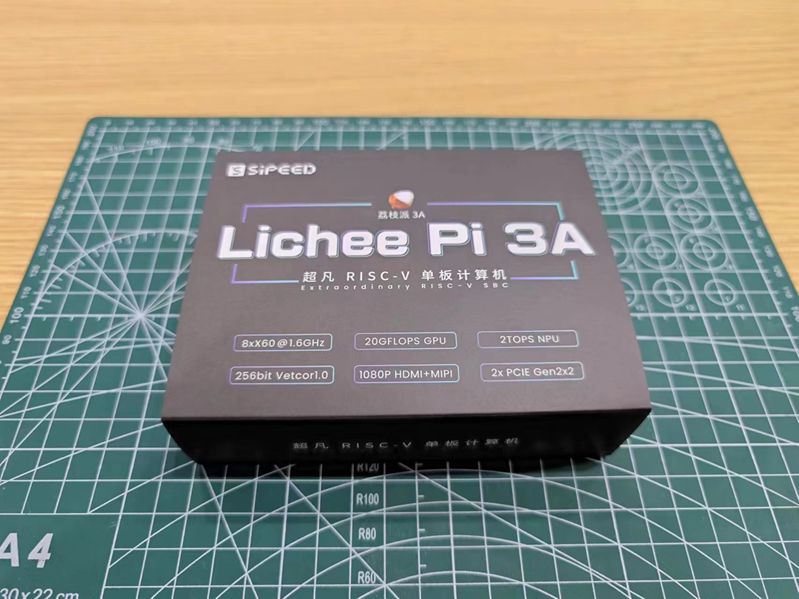 SiPEED
荔枝派 3A
Lichee Pi 3A
超凡 RISC-V 单板计算机
Extraordinary RISC-V SBC
8xX60@1.6GHz
20GFLOPS GPU
2TOPS NPU
256bit Vetcor1.0
1080P HDMI+MIPI
2x PCIE Gen2x2
超凡 RISC-V 单板计算机
R120
R100
R80
R60
A4
30x22cm